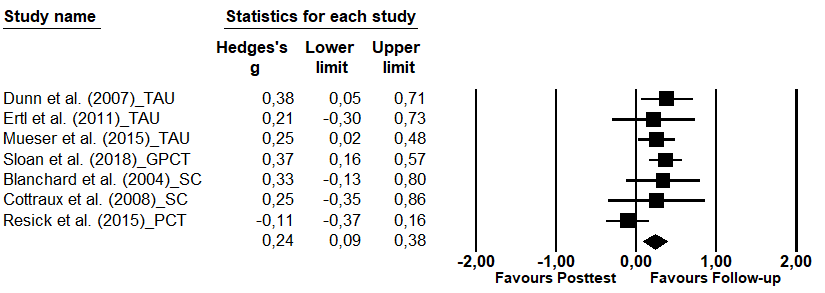 Study name Statistics for each study
Hedges's Lower Upper
g limit limit
Dunn et al. (2007)_TAU 0,38 0,05 0,71
Ertl et al. (2011)_TAU 0,21 -0,30 0,73
Mueser et al. (2015)_TAU 0,25 0,02 0,48
Sloan et al. (2018)_GPCT 0,37 0,16 0,57
Blanchard et al. (2004)_SC 0,33 -0,13 0,80
Cottraux et al. (2008)_SC 0,25 -0,35 0,86
Resick et al. (2015)_PCT -0,11 -0,37 0,16
0,24 0,09 0,38
-2,00 -1,00 0,00 1,00 2,00
Favours Posttest Favours Follow-up